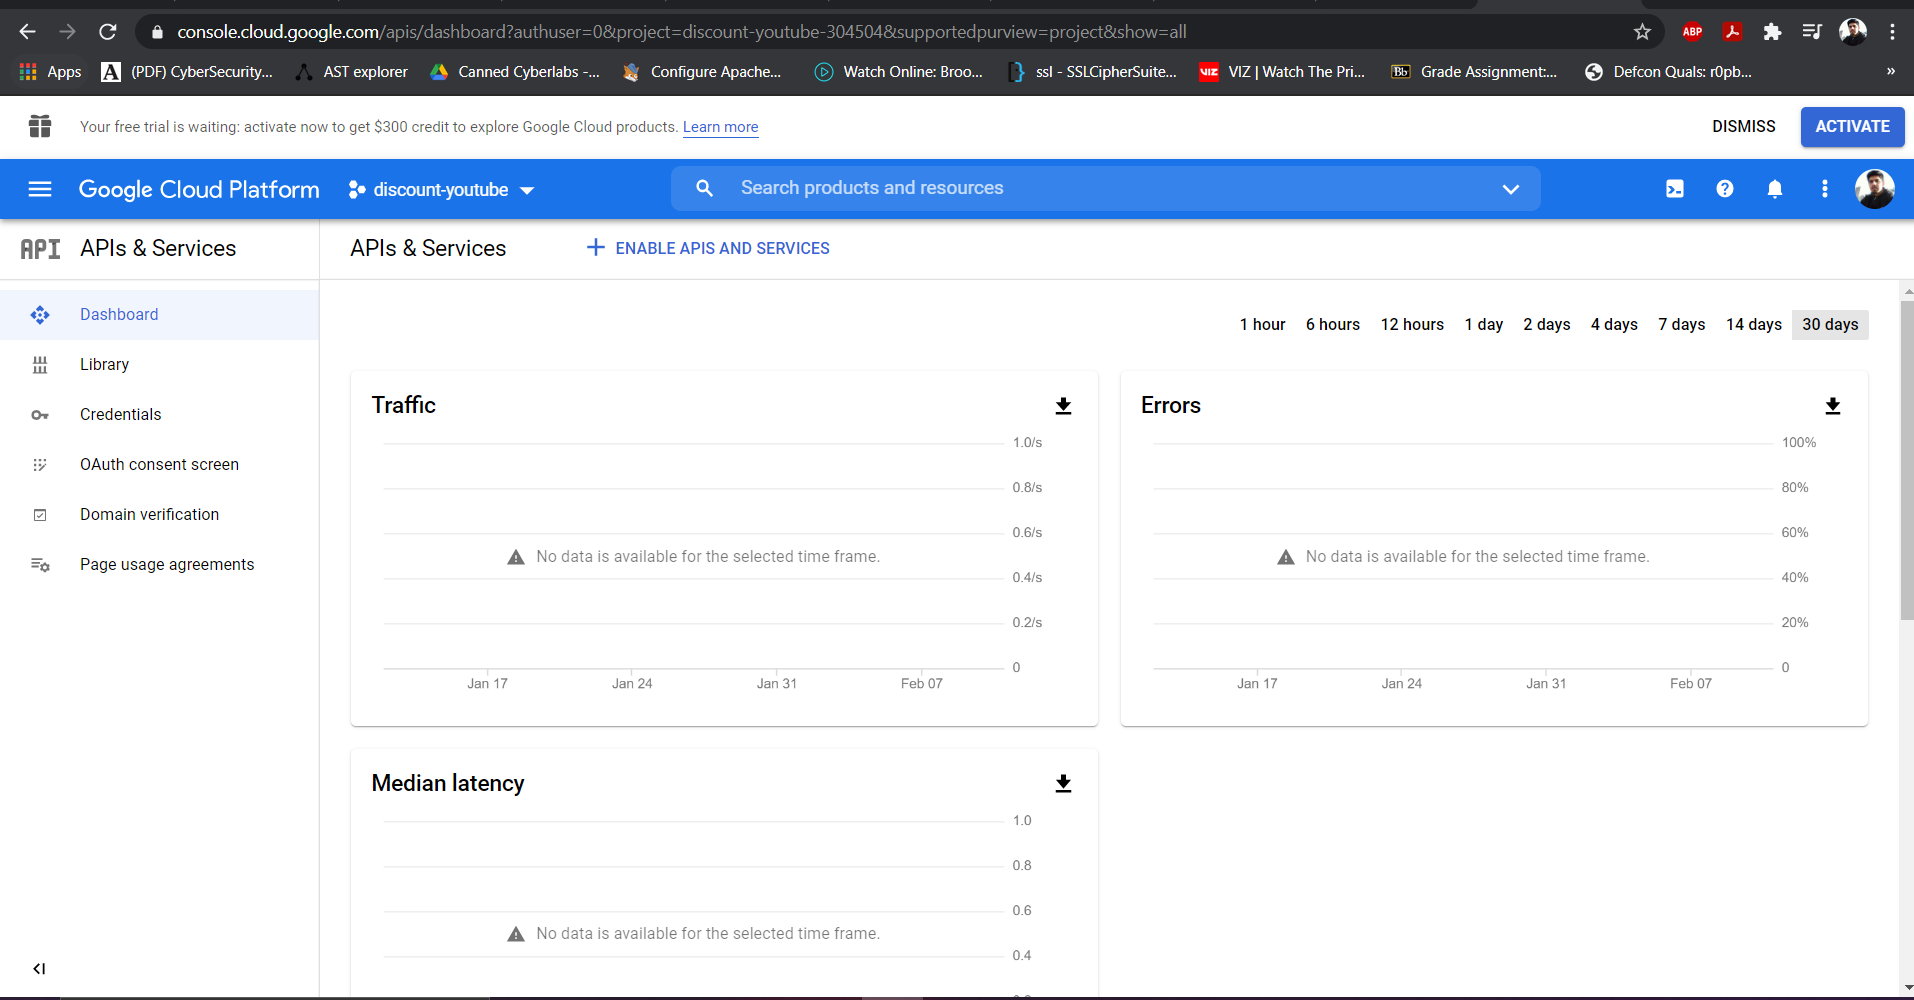 console.cloud.google.com/apis/dashboard?authuser=0&project=discount-youtube-304504&supportedpurview=project&show=all
ABP
Apps
A (PDF) CyberSecurity...
AST explorer
Canned Cyberlabs -...
Configure Apache...
Watch Online: Broo...
ssl - SSLCipherSuite...
VIZ VIZ | Watch The Pri...
Bb Grade Assignment:...
Defcon Quals: r0pb...
»
Your free trial is waiting: activate now to get $300 credit to explore Google Cloud products. Learn more
DISMISS
ACTIVATE
Google Cloud Platform
discount-youtube
Search products and resources
API APIs & Services
APIs & Services
ENABLE APIS AND SERVICES
Dashboard
Library
Credentials
OAuth consent screen
Domain verification
Page usage agreements
1 hour 6 hours 12 hours 1 day 2 days 4 days 7 days 14 days 30 days
Traffic
1.0/s
0.8/s
0.6/s
No data is available for the selected time frame.
0.4/s
0.2/s
0
Jan 17 Jan 24 Jan 31 Feb 07
Errors
100%
80%
60%
No data is available for the selected time frame.
40%
20%
0
Jan 17 Jan 24 Jan 31 Feb 07
Median latency
1.0
0.8
0.6
No data is available for the selected time frame.
0.4